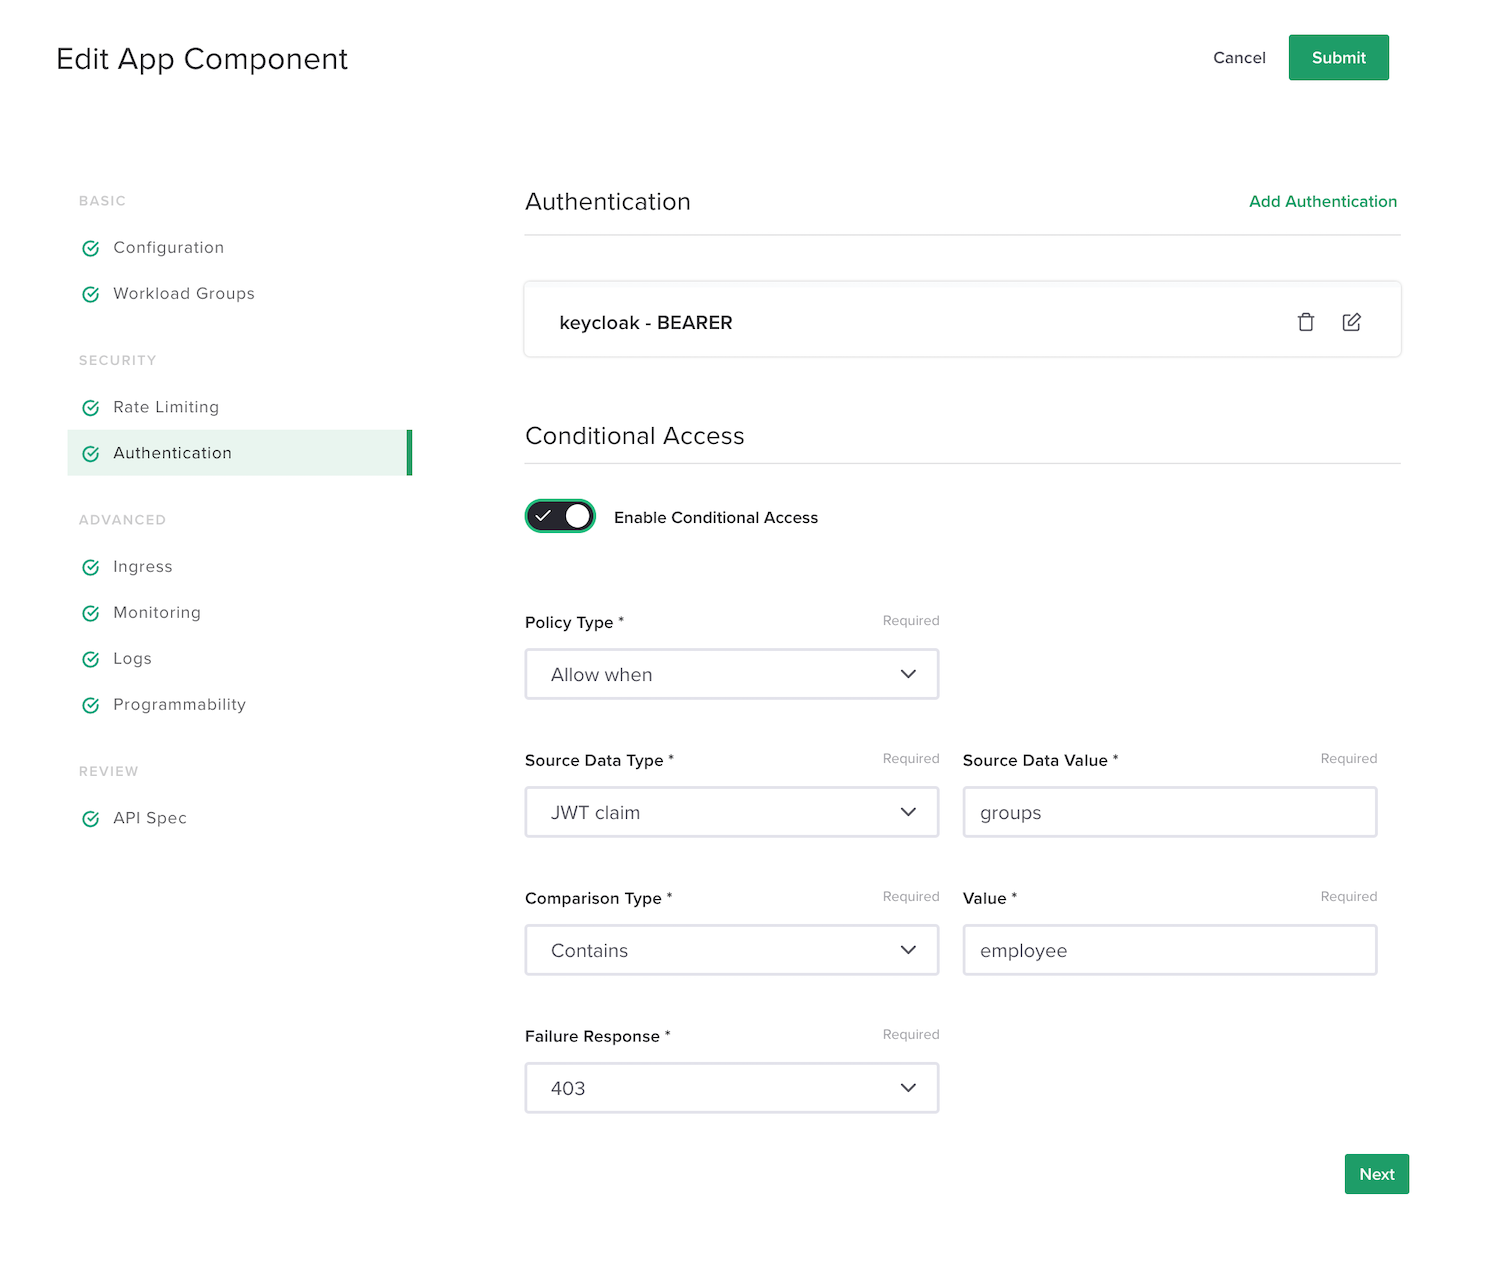 Edit App Component
Cancel
Submit
BASIC
Configuration
Workload Groups
SECURITY
Rate Limiting
Authentication
ADVANCED
Ingress
Monitoring
Logs
Programmability
REVIEW
API Spec
Authentication
Add Authentication
keycloak - BEARER
Conditional Access
Enable Conditional Access
Policy Type *
Required
Allow when
Source Data Type *
Required
JWT claim
Source Data Value *
Required
groups
Comparison Type *
Required
Contains
Value *
Required
employee
Failure Response *
Required
403
Next